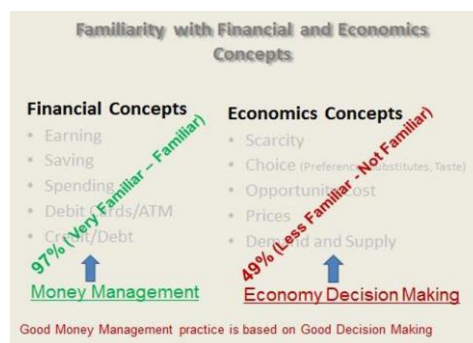 Familiarity with Financial and Economics
Concepts
Financial Concepts
• Earning
• Saving
• Spending
• Debit Cards/ATM
• Credit/Debt
97% (Very Familiar – Familiar)
Money Management
Economics Concepts
• Scarcity
• Choice (Preference, Substitutes, Taste)
• Opportunity Cost
• Prices
• Demand and Supply
49% (Less Familiar - Not Familiar)
Economy Decision Making
Good Money Management practice is based on Good Decision Making